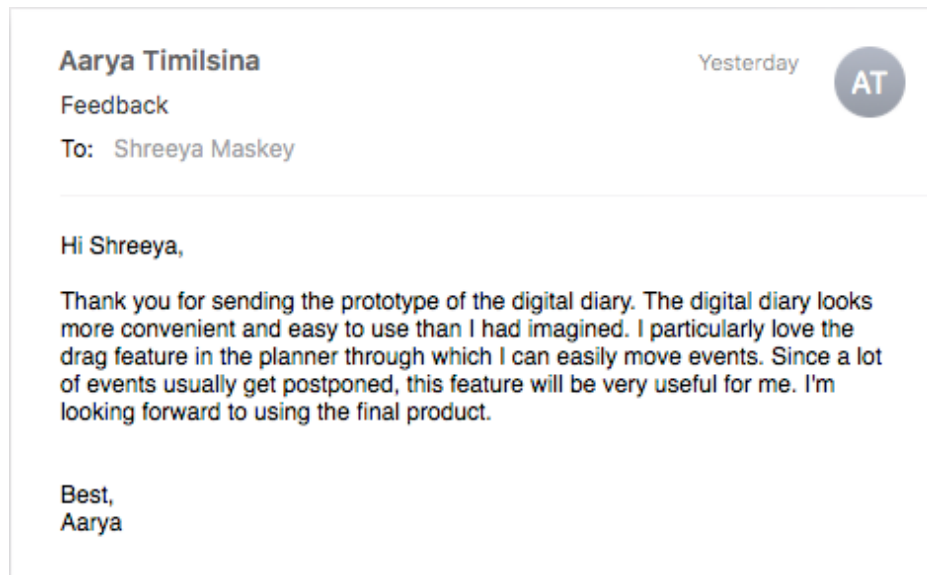 Aarya Timilsina
Yesterday
AT
Feedback
To: Shreeya Maskey
Hi Shreeya,
Thank you for sending the prototype of the digital diary. The digital diary looks
more convenient and easy to use than I had imagined. I particularly love the
drag feature in the planner through which I can easily move events. Since a lot
of events usually get postponed, this feature will be very useful for me. I'm
looking forward to using the final product.
Best,
Aarya